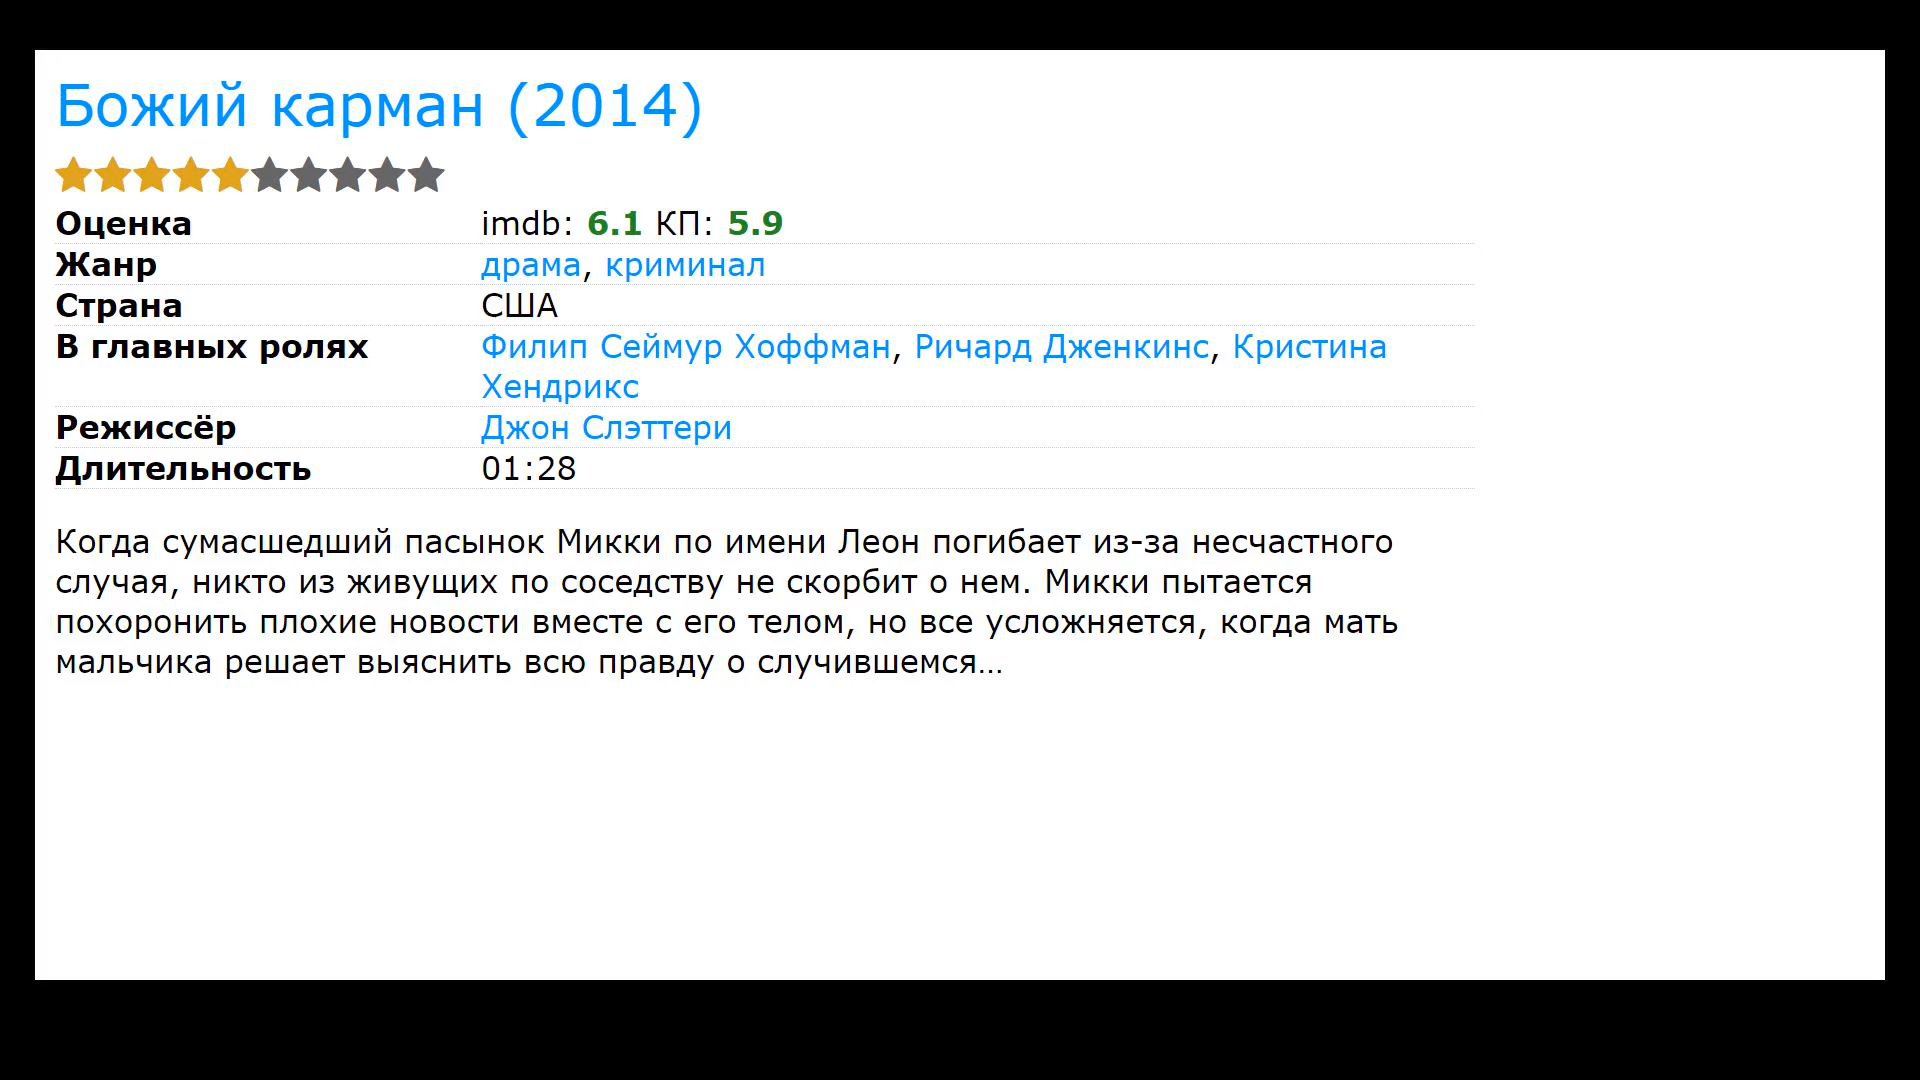 Божий карман (2014)
Оценка imdb: 6.1 КП: 5.9
Жанр драма, криминал
Страна США
В главных ролях Филип Сеймур Хоффман, Ричард Дженкинс, Кристина
Хендрикс
Режиссёр Джон Слэттери
Длительность 01:28
Когда сумасшедший пасынок Микки по имени Леон погибает из-за несчастного
случая, никто из живущих по соседству не скорбит о нем. Микки пытается
похоронить плохие новости вместе с его телом, но все усложняется, когда мать
мальчика решает выяснить всю правду о случившемся…